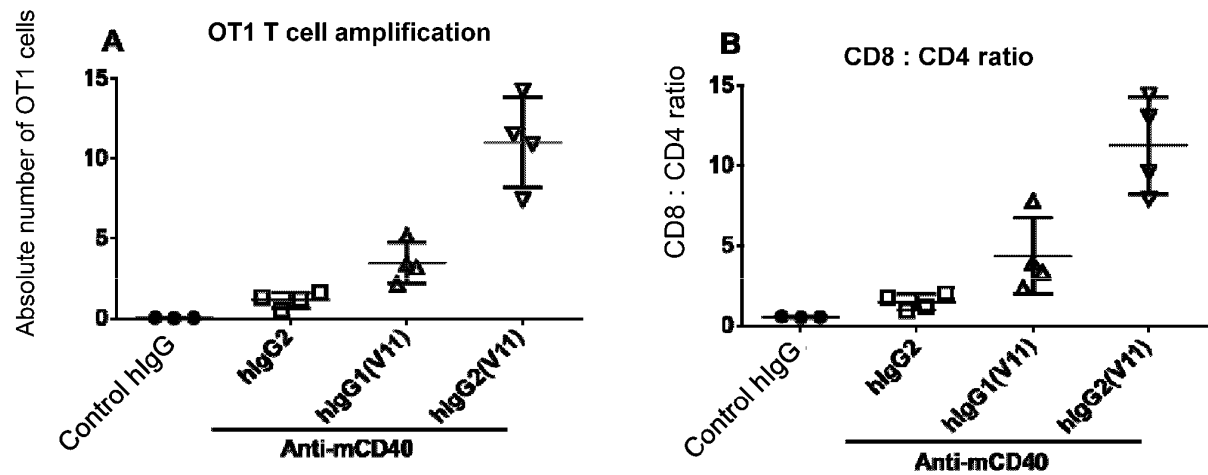 A
OT1 T cell amplification
Absolute number of OT1 cells
15
10
5
0
Control hIgG
hIgG2
hIgG1(V11)
hIgG2(V11)
Anti-mCD40
B
CD8 : CD4 ratio
CD8 : CD4 ratio
15
10
5
0
Control hIgG
hIgG2
hIgG1(V11)
hIgG2(V11)
Anti-mCD40